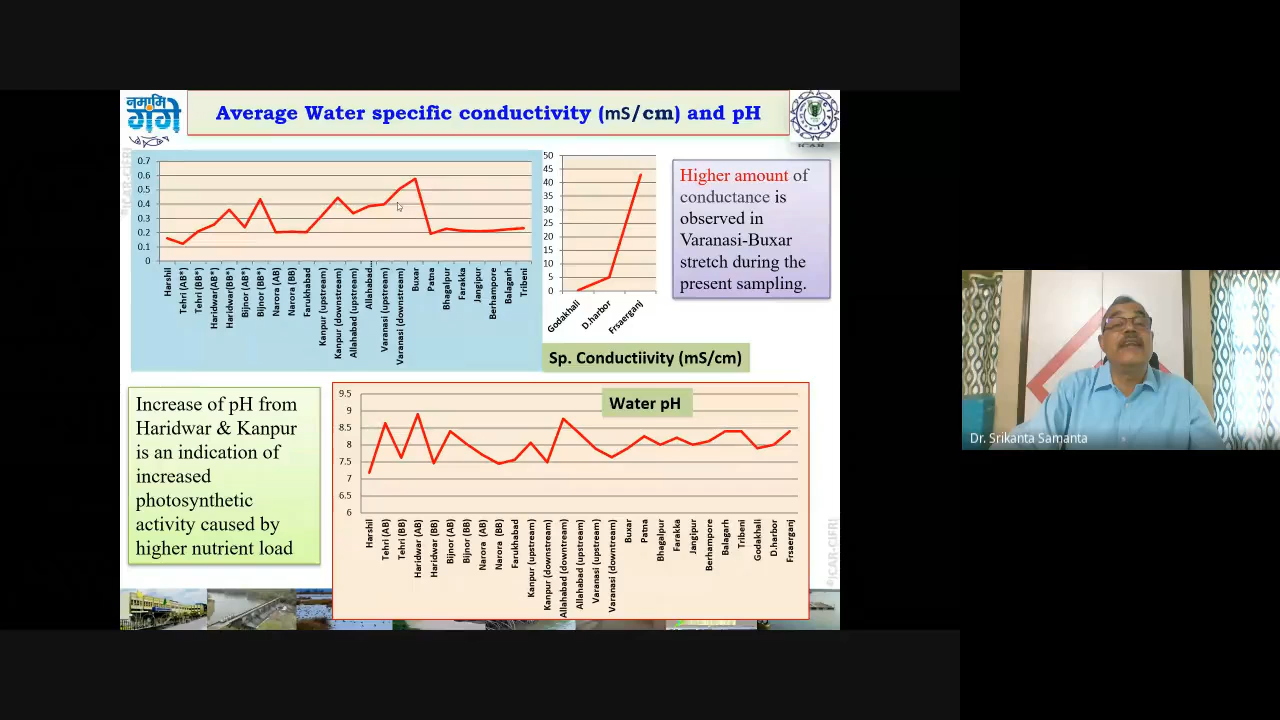 नमामि
गंगे
Average Water specific conductivity (mS/cm) and pH
ICAR
©ICAR-CIFRI
0.7
0.6
0.5
0.4
0.3
0.2
0.1
0
Harshil
Tehri (AB*)
Tehri (BB*)
Haridwar(AB*)
Haridwar(BB*)
Bijnor (AB*)
Bijnor (BB*)
Narora (AB)
Narora (BB)
Farukhabad
Kanpur (upstream)
Kanpur (downstream)
Allahabad (upstream)
Allahabad…
Varanasi (upstream)
Varanasi (downstream)
Buxar
Patna
Bhagalpur
Farakka
Jangipur
Berhampore
Balagarh
Tribeni
50
45
40
35
30
25
20
15
10
5
0
Godakhali
D.harbor
Frsaerganj
Sp. Conductiivity (mS/cm)
Higher amount of
conductance is
observed in
Varanasi-Buxar
stretch during the
present sampling.
Increase of pH from
Haridwar & Kanpur
is an indication of
increased
photosynthetic
activity caused by
higher nutrient load
Water pH
9.5
9
8.5
8
7.5
7
6.5
6
Harshil
Tehri (AB)
Tehri (BB)
Haridwar (AB)
Haridwar (BB)
Bijnor (AB)
Bijnor (BB)
Narora (AB)
Narora (BB)
Farukhabad
Kanpur (upstream)
Kanpur (downstream)
Allahabad (downstream)
Allahabad (upstream)
Varanasi (upstream)
Varanasi (downstream)
Buxar
Patna
Bhagalpur
Farakka
Jangipur
Berhampore
Balagarh
Tribeni
Godakhali
D.harbor
Frsaerganj
©ICAR-CIFRI
Dr. Srikanta Samanta